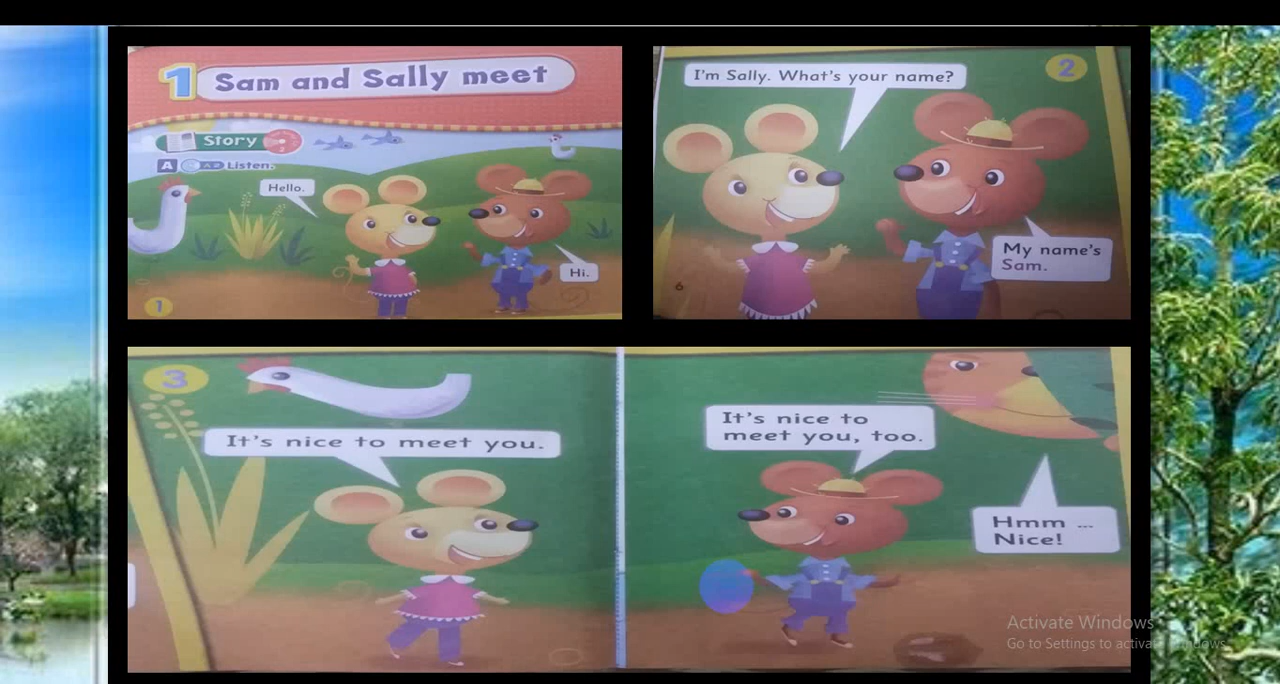 1 Sam and Sally meet
Story
A Listen.
Hello.
Hi.
1
2
I'm Sally. What's your name?
My name's
Sam.
6
3
It's nice to meet you.
It's nice to
meet you, too.
Hmm ...
Nice!
Activate Windows
Go to Settings to activate Windows.